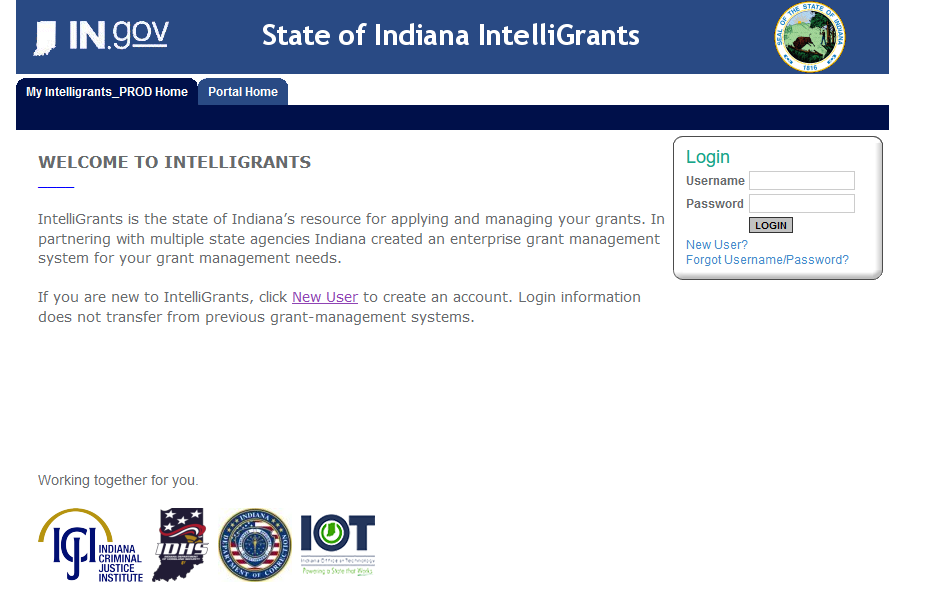 IN.gov
State of Indiana IntelliGrants
SEAL OF THE STATE OF INDIANA
1816
My Intelligrants_PROD Home
Portal Home
WELCOME TO INTELLIGRANTS
IntelliGrants is the state of Indiana’s resource for applying and managing your grants. In
partnering with multiple state agencies Indiana created an enterprise grant management
system for your grant management needs.
If you are new to IntelliGrants, click New User to create an account. Login information
does not transfer from previous grant-management systems.
Login
Username
Password
LOGIN
New User?
Forgot Username/Password?
Working together for you.
ICJI
INDIANA
CRIMINAL
JUSTICE
INSTITUTE
IDHS
INDIANA
DEPARTMENT OF CORRECTION
IOT
Indiana Office of Technology
Powering a State that Works